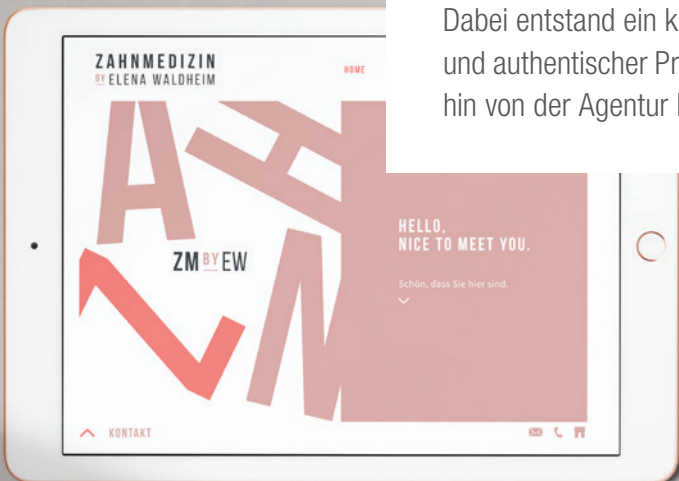 Dabei entstand ein
und authentischer
hin von der Agentur
ZAHNMEDIZIN
BY ELENA WALDHEIM
HOME
A H
Z M
ZM BY EW
HELLO,
NICE TO MEET YOU.
Schön, dass Sie hier sind.
KONTAKT